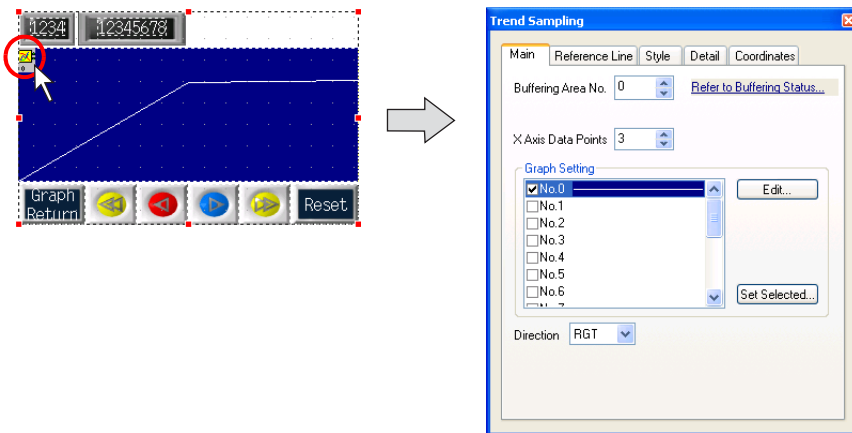 1234 12345678
Graph
Return
Reset
Trend Sampling
Main Reference Line Style Detail Coordinates
Buffering Area No. 0 Refer to Buffering Status...
X Axis Data Points 3
Graph Setting
No.0 Edit...
No.1
No.2
No.3
No.4
No.5
No.6 Set Selected...
Direction RGT